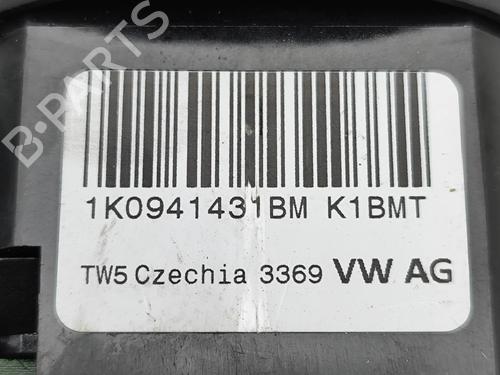 B-PARTS
1K0941431BM K1BMT
TW5 Czechia 3369 VW AG